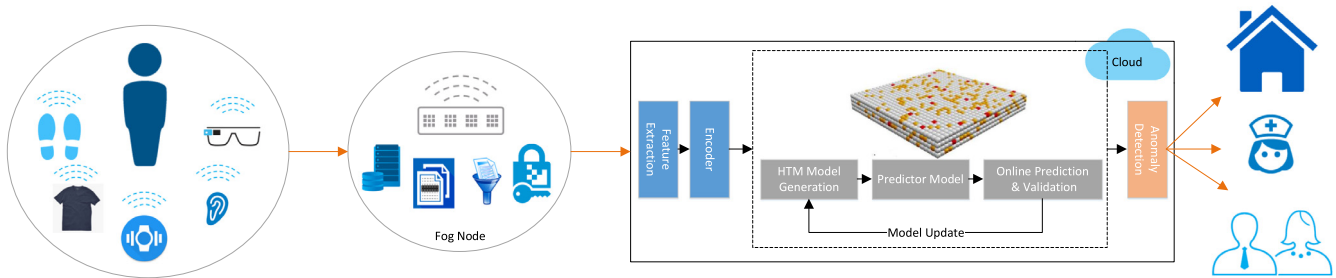 Fog Node
Feature
Extraction
Encoder
HTM Model
Generation
Predictor Model
Online Prediction
& Validation
Model Update
Cloud
Anomaly
Detection